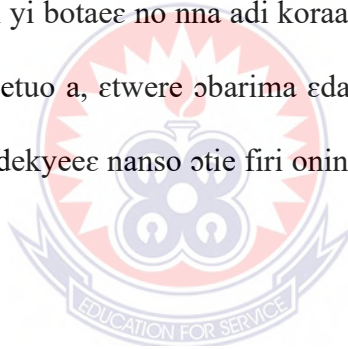 yi botaeɛ no nna adi koraa
etuo a, ɛtwere ɔbarima ɛda
dekyeeɛ nanso ɔtie firi onin
EDUCATION FOR SERVICE